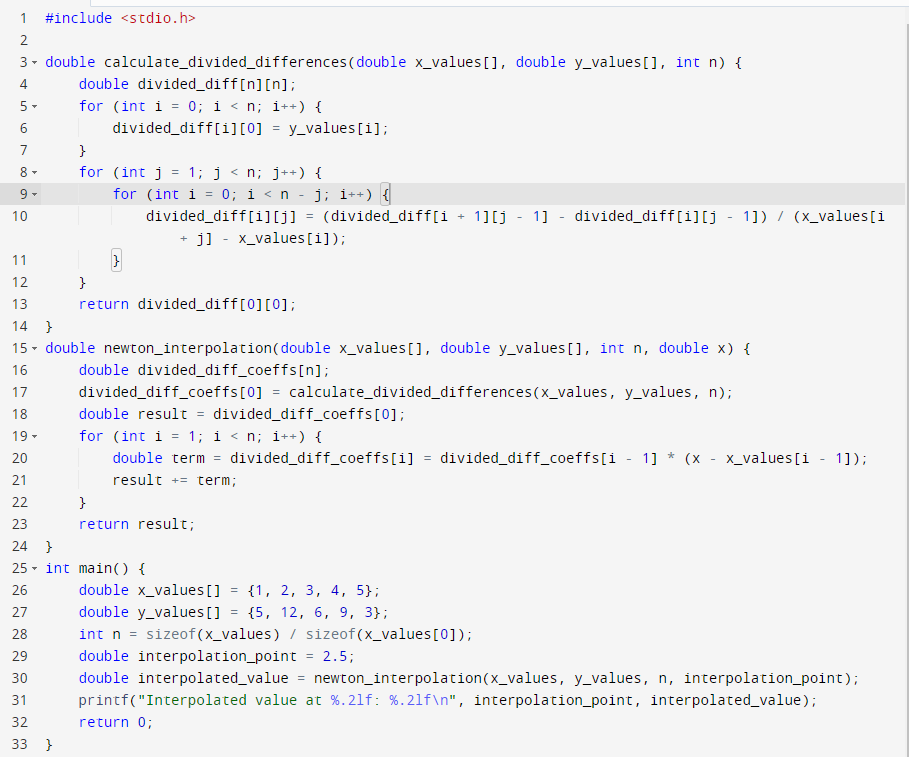 1 #include <stdio.h>
2
3 double calculate_divided_differences(double x_values[], double y_values[], int n) {
4     double divided_diff[n][n];
5     for (int i = 0; i < n; i++) {
6         divided_diff[i][0] = y_values[i];
7     }
8     for (int j = 1; j < n; j++) {
9         for (int i = 0; i < n - j; i++) {
10             divided_diff[i][j] = (divided_diff[i + 1][j - 1] - divided_diff[i][j - 1]) / (x_values[i
                + j] - x_values[i]);
11         }
12     }
13     return divided_diff[0][0];
14 }
15 double newton_interpolation(double x_values[], double y_values[], int n, double x) {
16     double divided_diff_coeffs[n];
17     divided_diff_coeffs[0] = calculate_divided_differences(x_values, y_values, n);
18     double result = divided_diff_coeffs[0];
19     for (int i = 1; i < n; i++) {
20         double term = divided_diff_coeffs[i] = divided_diff_coeffs[i - 1] * (x - x_values[i - 1]);
21         result += term;
22     }
23     return result;
24 }
25 int main() {
26     double x_values[] = {1, 2, 3, 4, 5};
27     double y_values[] = {5, 12, 6, 9, 3};
28     int n = sizeof(x_values) / sizeof(x_values[0]);
29     double interpolation_point = 2.5;
30     double interpolated_value = newton_interpolation(x_values, y_values, n, interpolation_point);
31     printf("Interpolated value at %.2lf: %.2lf\n", interpolation_point, interpolated_value);
32     return 0;
33 }